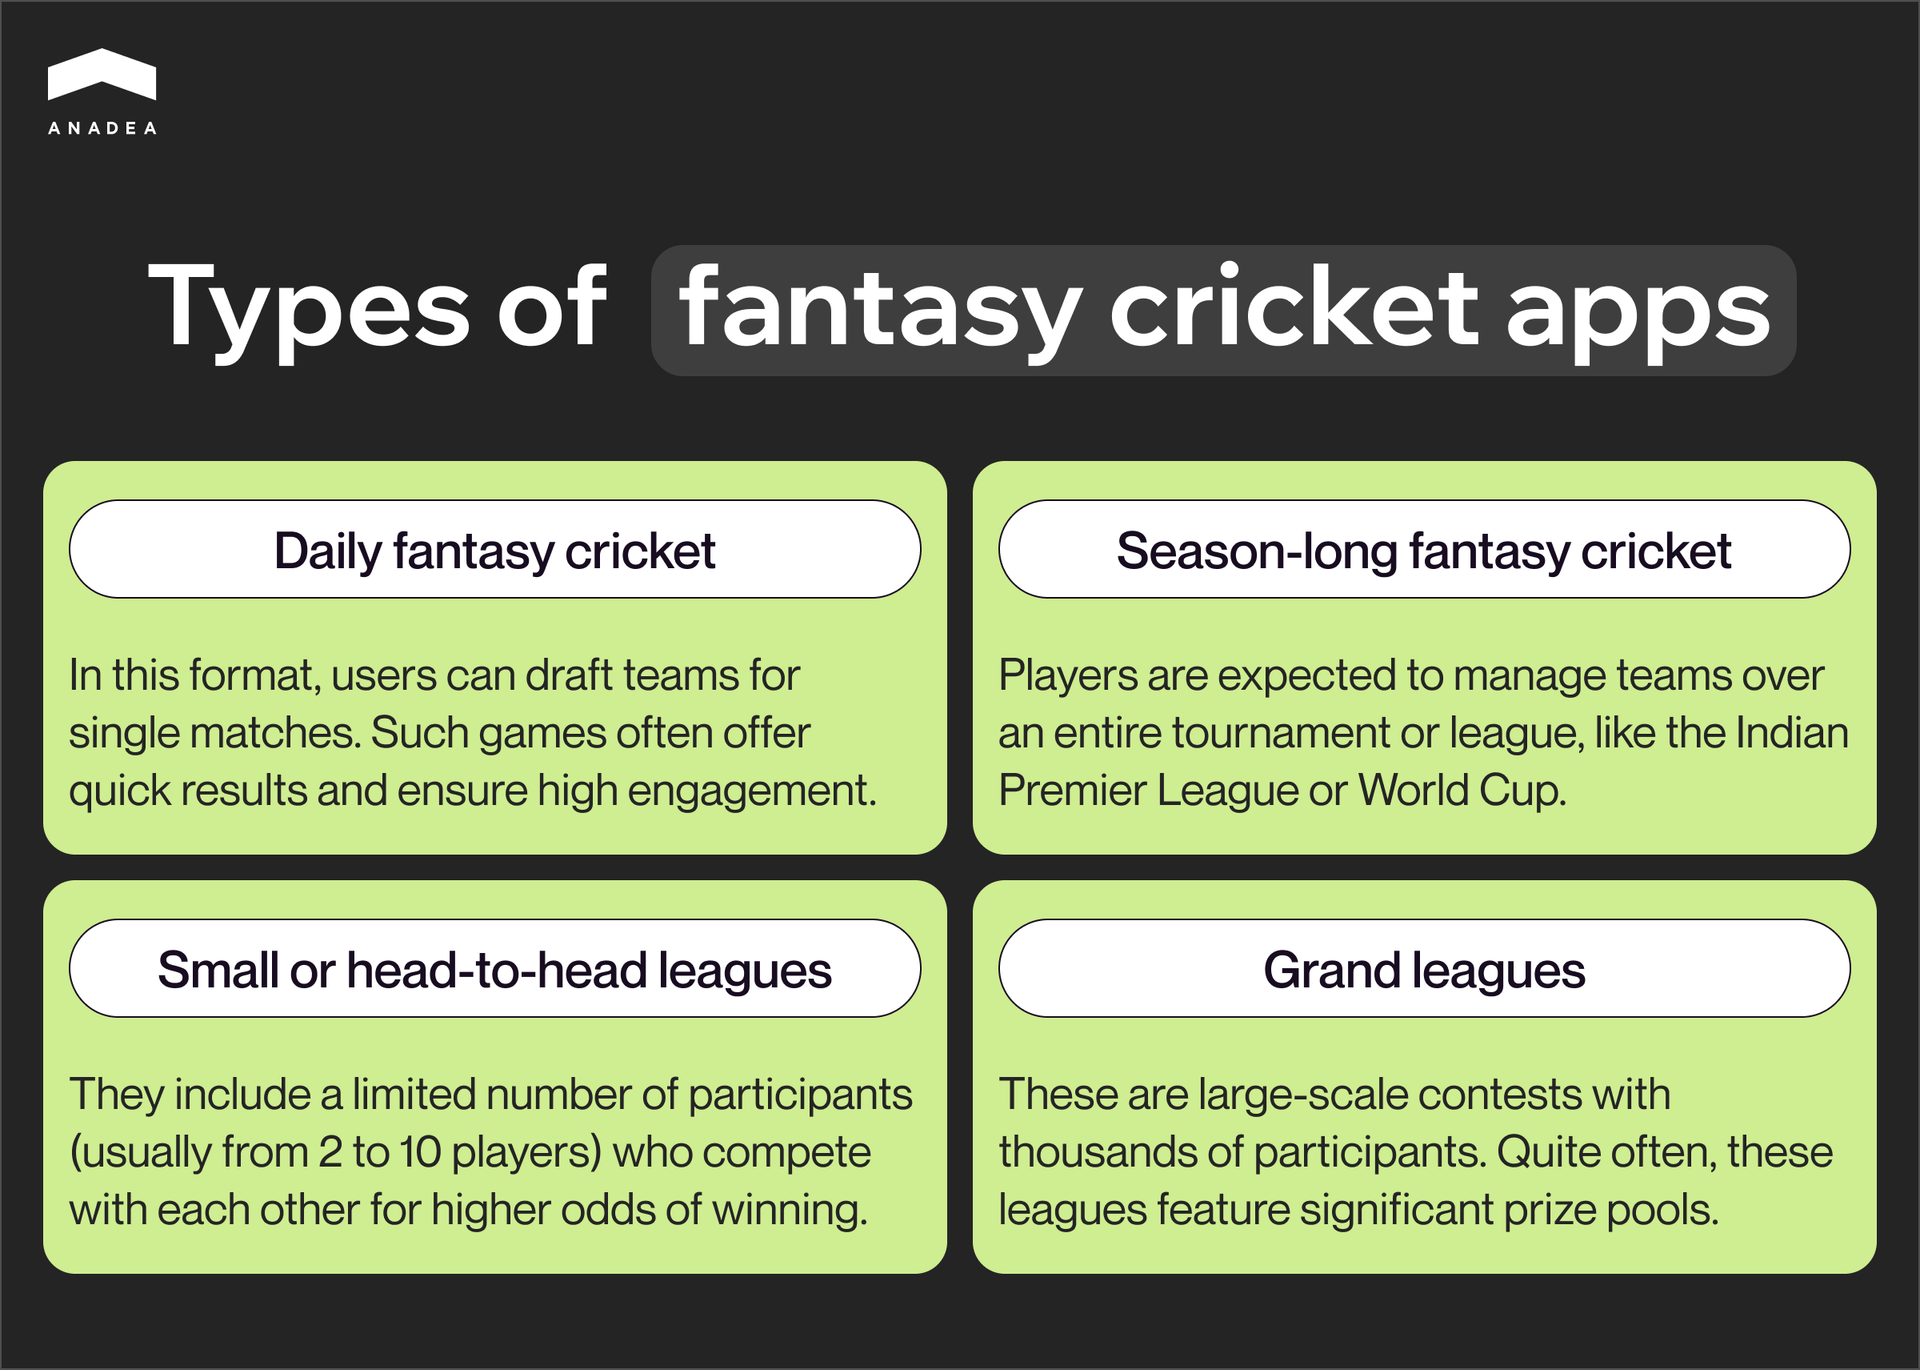 ANADEA
Types of fantasy cricket apps
Daily fantasy cricket
In this format, users can draft teams for
single matches. Such games often offer
quick results and ensure high engagement.
Season-long fantasy cricket
Players are expected to manage teams over
an entire tournament or league, like the Indian
Premier League or World Cup.
Small or head-to-head leagues
They include a limited number of participants
(usually from 2 to 10 players) who compete
with each other for higher odds of winning.
Grand leagues
These are large-scale contests with
thousands of participants. Quite often, these
leagues feature significant prize pools.